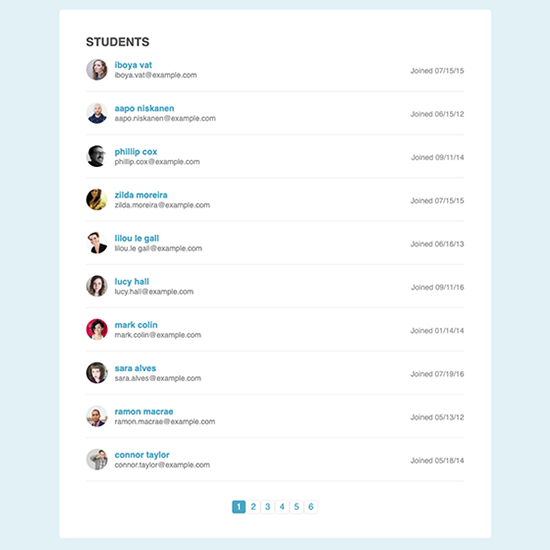 STUDENTS
iboya vat
iboya.vat@example.com
Joined 07/15/15
aapo niskanen
aapo.niskanen@example.com
Joined 06/15/12
phillip cox
phillip.cox@example.com
Joined 09/11/14
zilda moreira
zilda.moreira@example.com
Joined 07/15/15
lilou le gall
lilou.le gall@example.com
Joined 06/16/13
lucy hall
lucy.hall@example.com
Joined 09/11/16
mark colin
mark.colin@example.com
Joined 01/14/14
sara alves
sara.alves@example.com
Joined 07/19/16
ramon macrae
ramon.macrae@example.com
Joined 05/13/12
connor taylor
connor.taylor@example.com
Joined 05/18/14
1 2 3 4 5 6